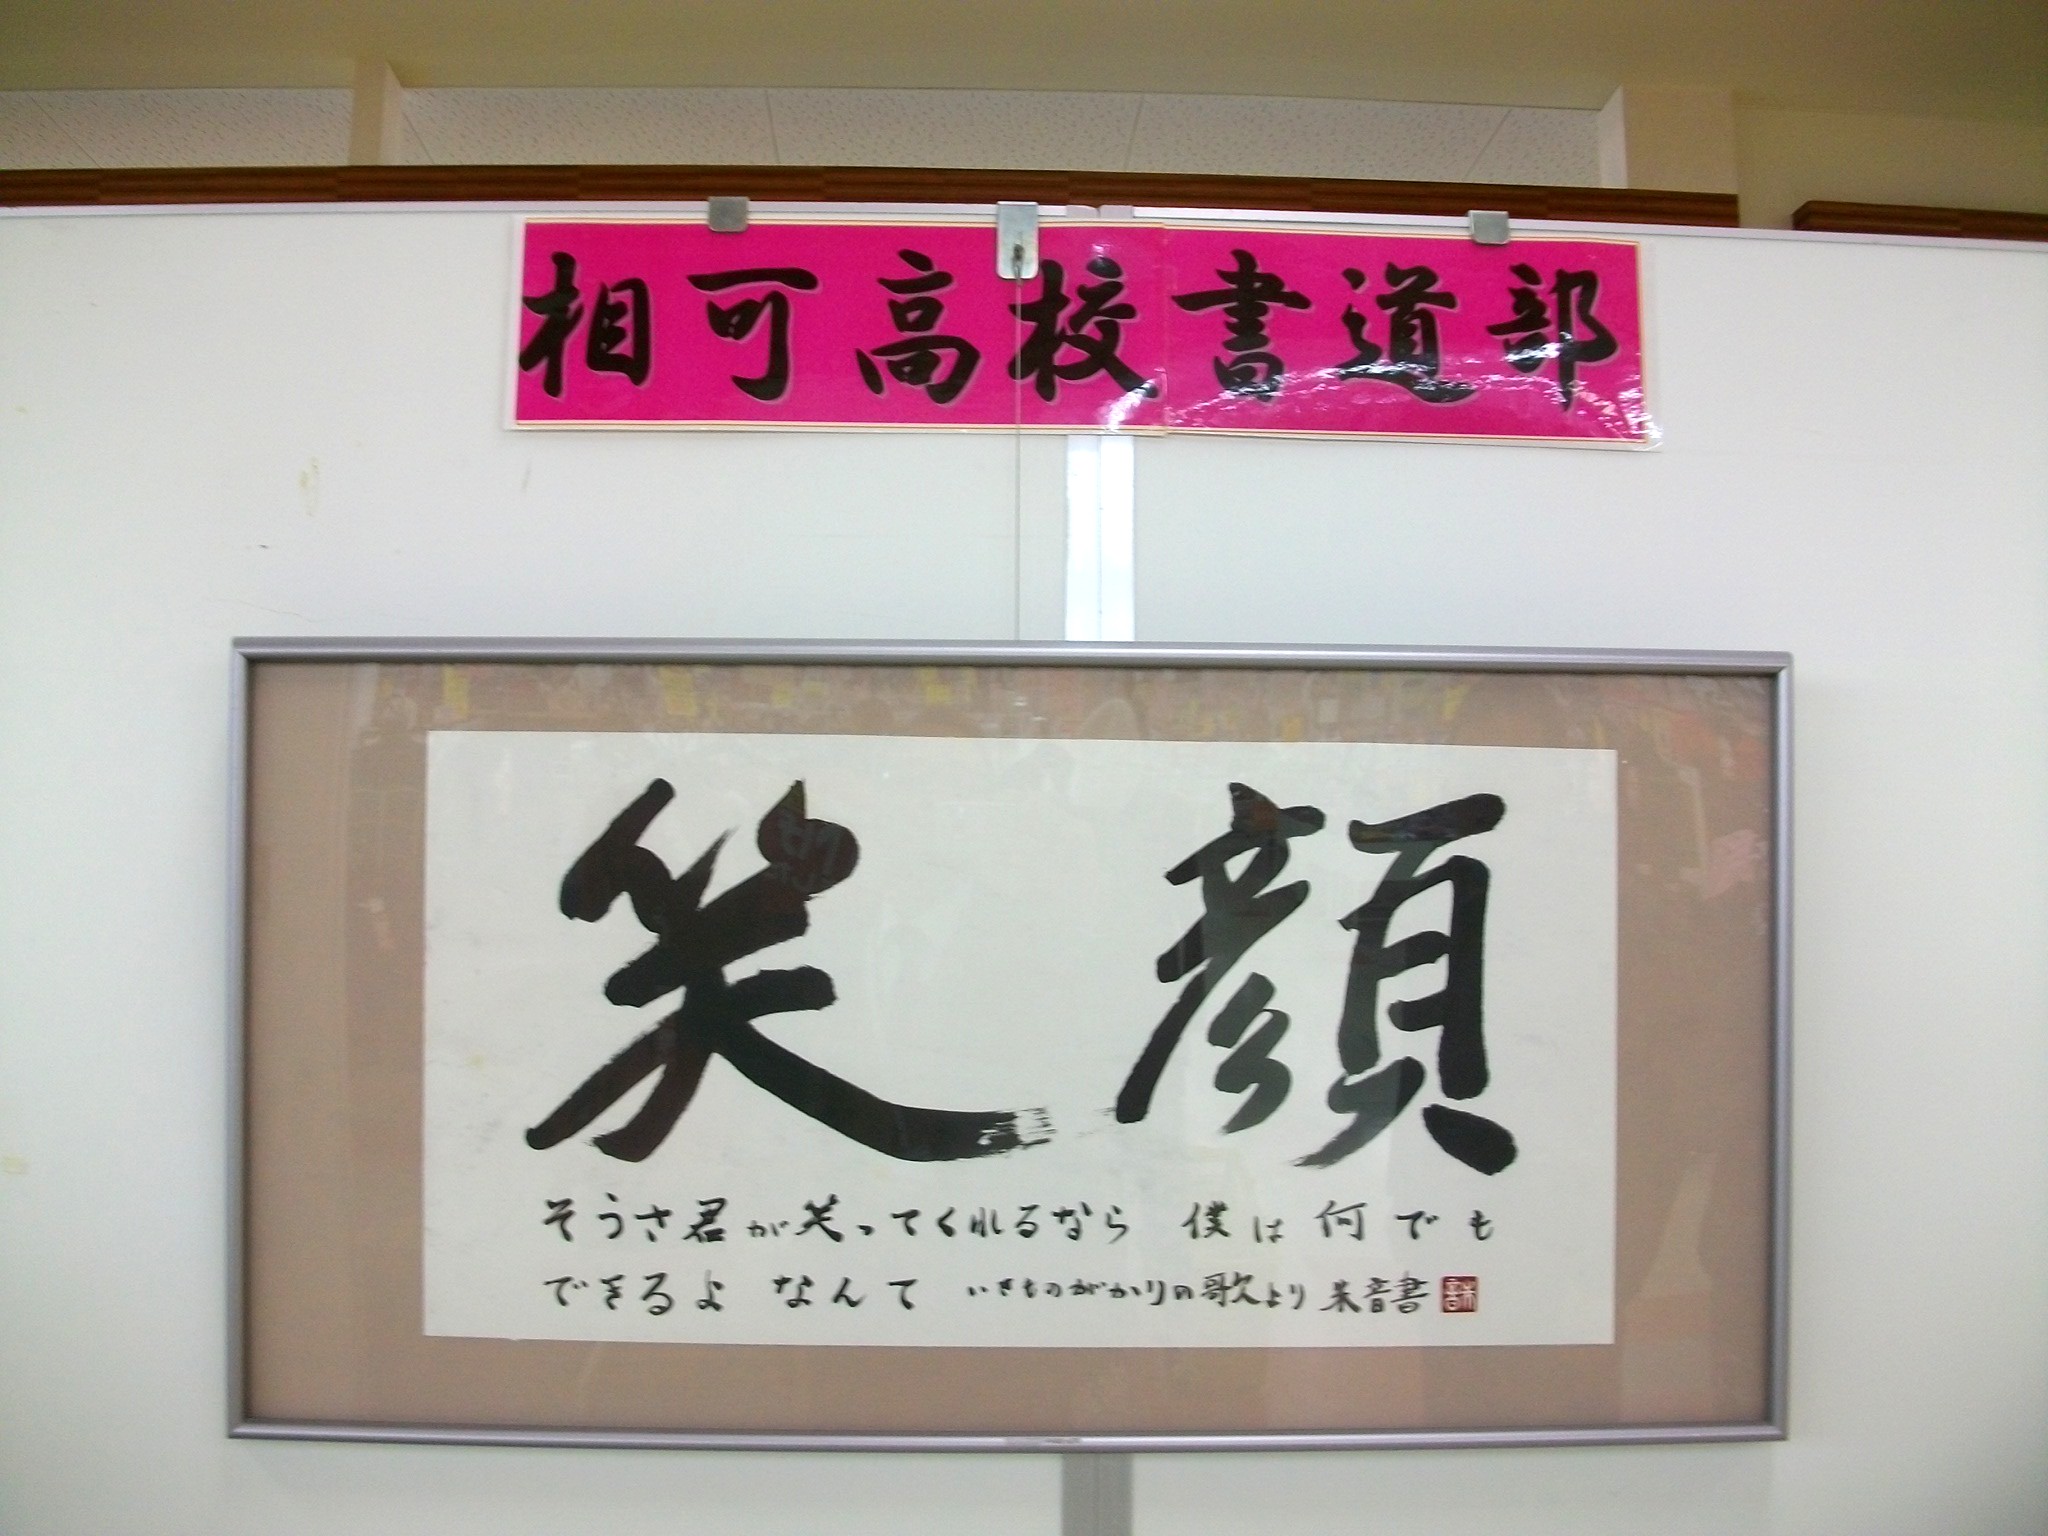 相可高校書道部
笑顔
そうさ君が笑ってくれるなら 僕は何でも
できるよ なんて いきものがかりの歌より 朱音書
朱音